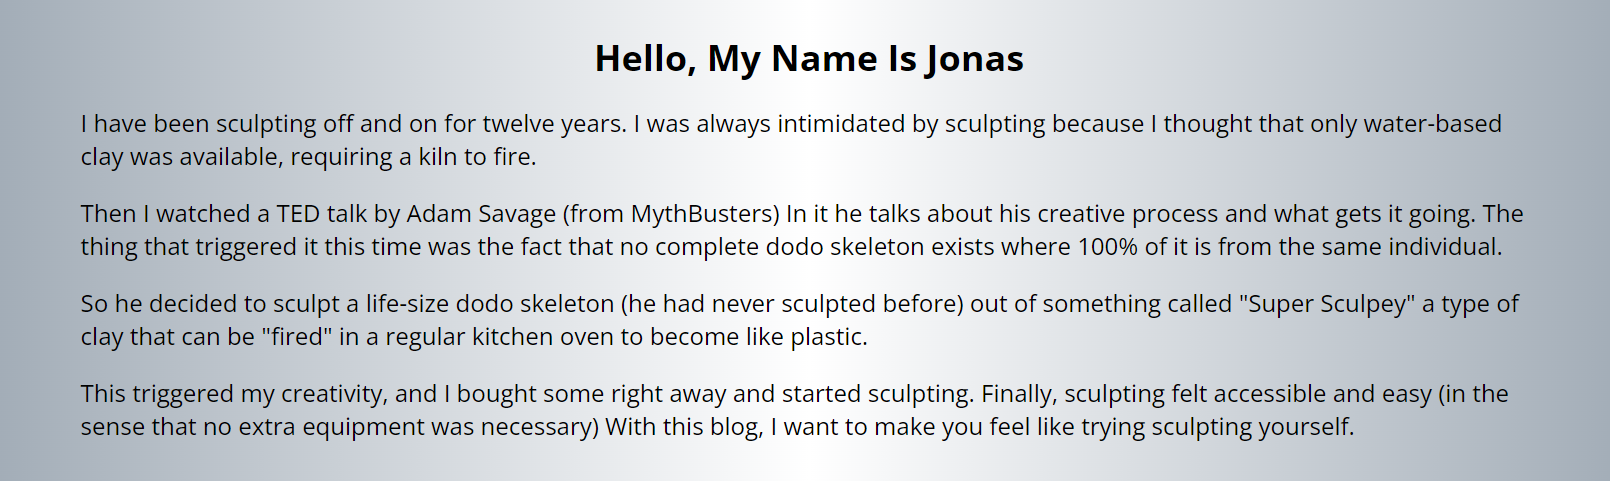 Hello, My Name Is Jonas
I have been sculpting off and on for twelve years. I was always intimidated by sculpting because I thought that only water-based
clay was available, requiring a kiln to fire.
Then I watched a TED talk by Adam Savage (from MythBusters) In it he talks about his creative process and what gets it going. The
thing that triggered it this time was the fact that no complete dodo skeleton exists where 100% of it is from the same individual.
So he decided to sculpt a life-size dodo skeleton (he had never sculpted before) out of something called "Super Sculpey" a type of
clay that can be "fired" in a regular kitchen oven to become like plastic.
This triggered my creativity, and I bought some right away and started sculpting. Finally, sculpting felt accessible and easy (in the
sense that no extra equipment was necessary) With this blog, I want to make you feel like trying sculpting yourself.